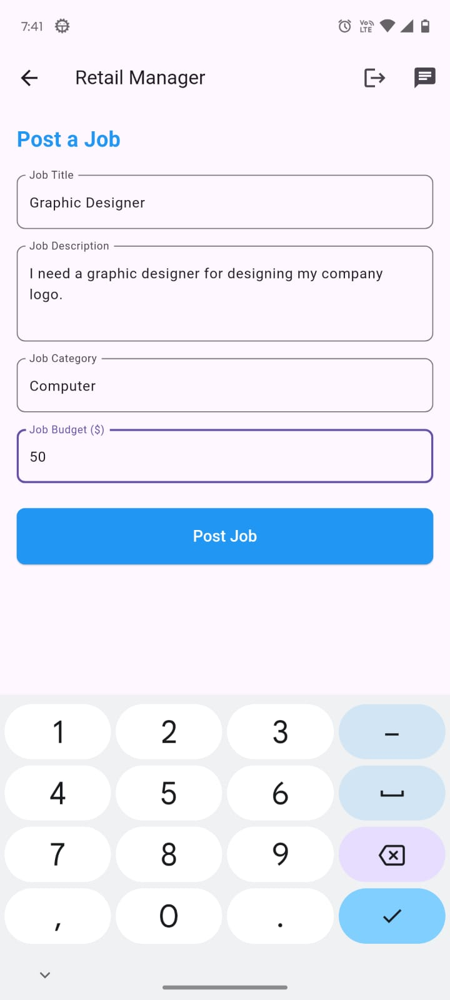 7:41
Vo))
LTE
Retail Manager
Post a Job
Job Title
Graphic Designer
Job Description
I need a graphic designer for designing my company
logo.
Job Category
Computer
Job Budget ($)
50
Post Job
1 2 3 –
4 5 6
7 8 9
, 0 .